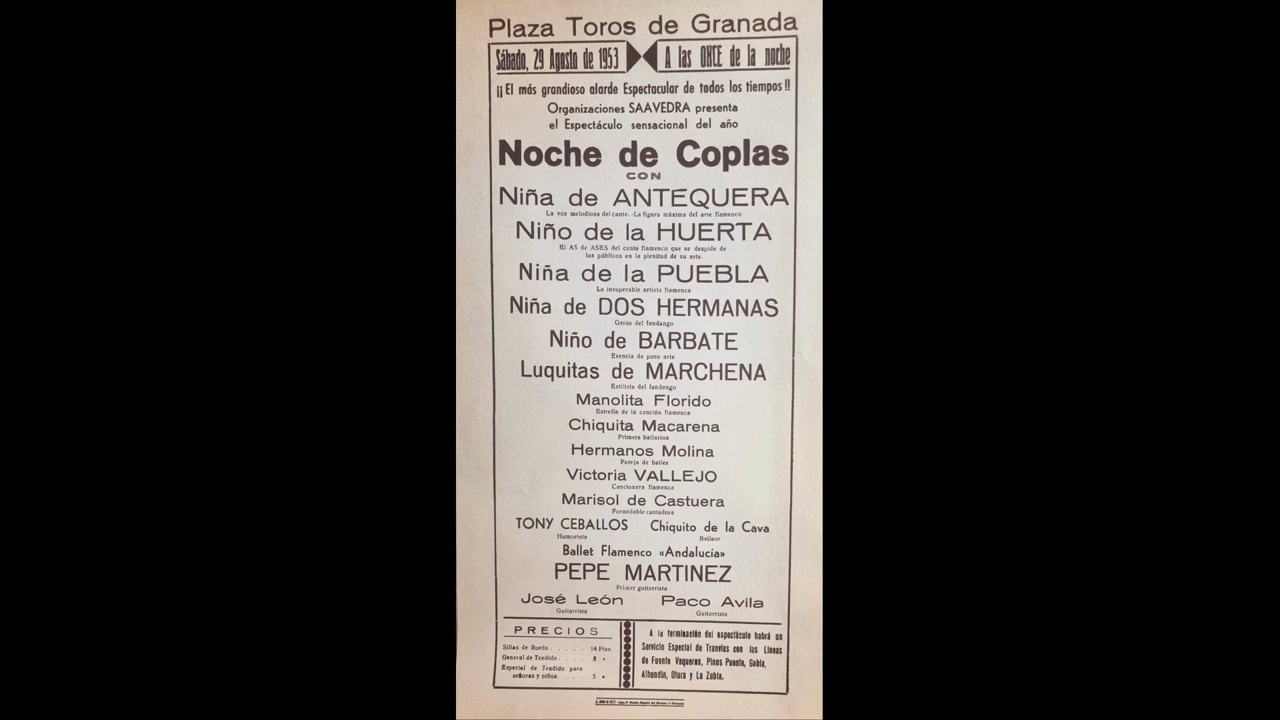 Plaza Toros de Granada
Sábado, 29 Agosto de 1953
A las ONCE de la noche
¡¡El más grandioso alarde Espectacular de todos los tiempos!!
Organizaciones SAAVEDRA presenta
el Espectáculo sensacional del año
Noche de Coplas
CON
Niña de ANTEQUERA
La voz melodiosa del cante.-La figura máxima del arte flamenco
Niño de la HUERTA
El AS de ASES del cante flamenco que se despide de
los públicos en la plenitud de su arte.
Niña de la PUEBLA
La insuperable artista flamenca
Niña de DOS HERMANAS
Genio del fandango
Niño de BARBATE
Esencia de puro arte
Luquitas de MARCHENA
Estilista del fandango
Manolita Florido
Estrella de la canción flamenca
Chiquita Macarena
Primera bailarina
Hermanos Molina
Pareja de bailes
Victoria VALLEJO
Cancionera flamenca
Marisol de Castuera
Formidable cantadora
TONY CEBALLOS Chiquito de la Cava
Humorista Bailaor
Ballet Flamenco «Andalucía»
PEPE MARTINEZ
Primer guitarrista
José León Paco Avila
Guitarrista Guitarrista
PRECIOS
Sillas de Ruedo . . . . . 14 Ptas.
General de Tendido . . . . 8 »
Especial de Tendido para
señoras y niños . . . . 5 »
A la terminación del espectáculo habrá un
Servicio Especial de Tranvías con las Líneas
de Fuente Vaqueros, Pinos Puente, Gabia,
Alhendín, Otura y La Zubia.